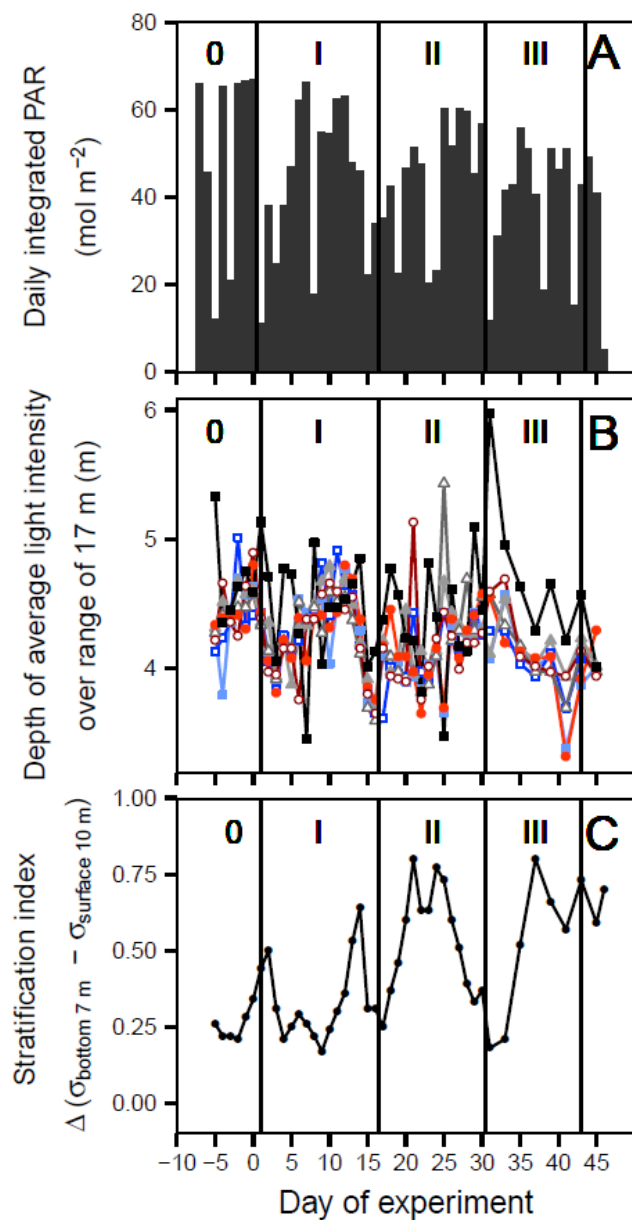 80
60
40
20
0
Daily integrated PAR
(mol m⁻²)
0 I II III A
6
5
4
Depth of average light intensity
over range of 17 m (m)
0 I II III B
1.00
0.75
0.50
0.25
0.00
Stratification index
Δ (σbottom 7 m − σsurface 10 m)
0 I II III C
−10 −5 0 5 10 15 20 25 30 35 40 45
Day of experiment